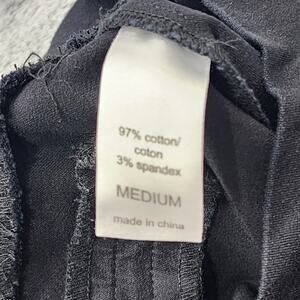 97% cotton/
coton
3% spandex
MEDIUM
made in china